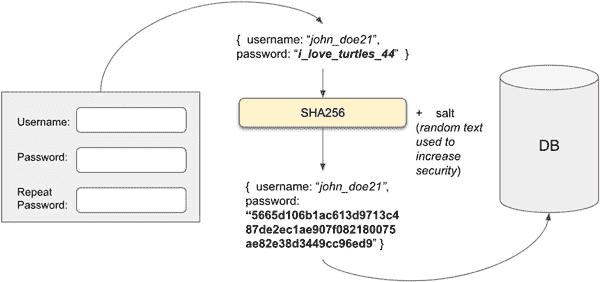 { username: “john_doe21”,
password: “i_love_turtles_44” }
Username:
Password:
Repeat
Password:
SHA256
+ salt
(random text
used to
increase
security)
{ username: “john_doe21”,
password:
“5665d106b1ac613d9713c4
87de2ec1ae907f082180075
ae82e38d3449cc96ed9” }
DB